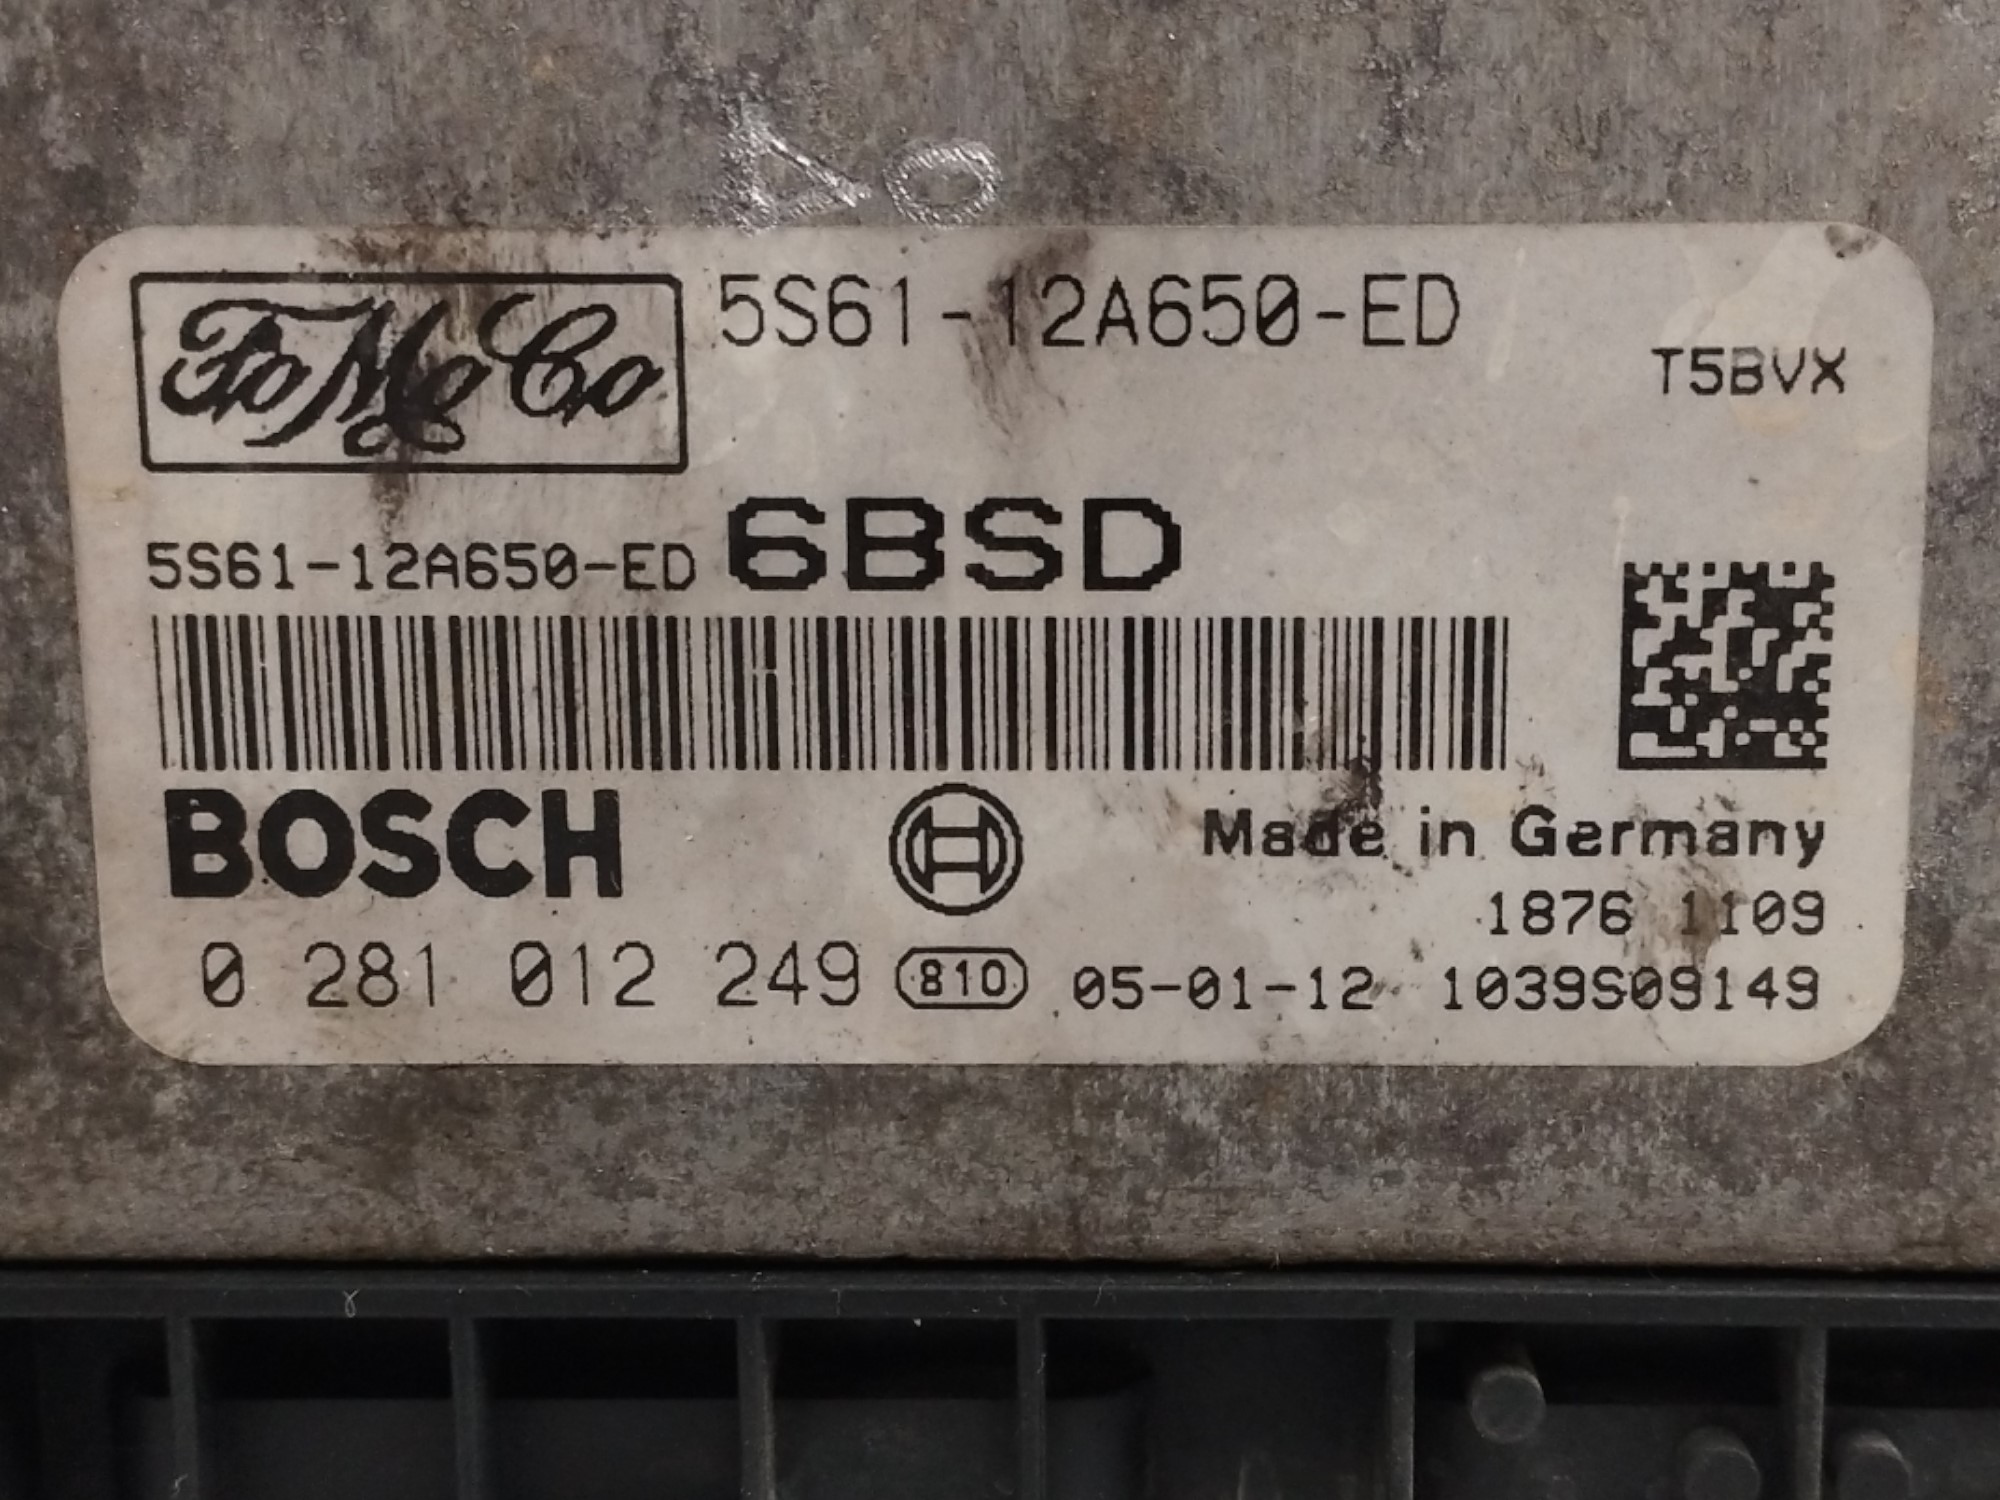 FoMoCo 5S61-12A650-ED
T5BVX
5S61-12A650-ED 6BSD
BOSCH
Made in Germany
1876 1109
0 281 012 249 810 05-01-12 1039S09149